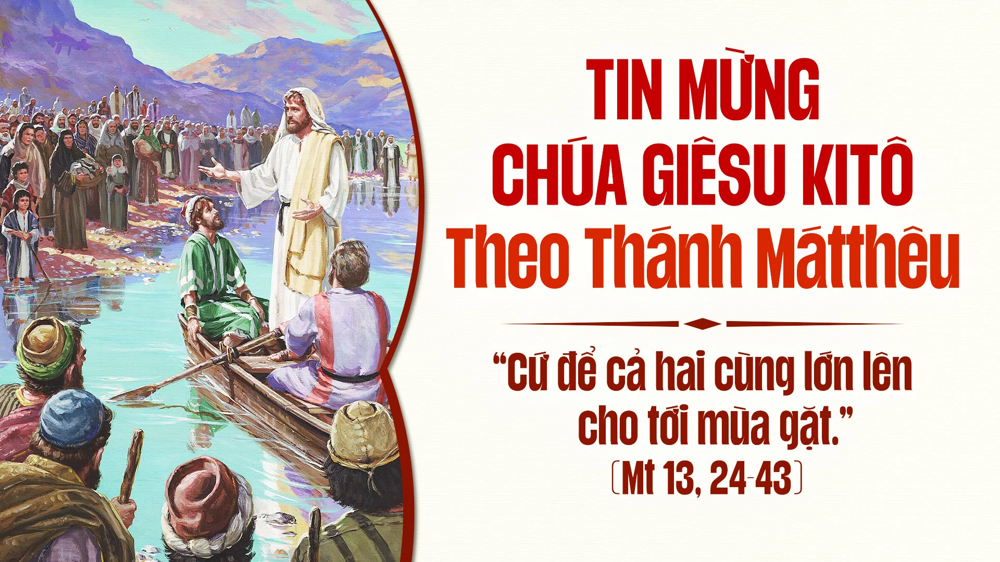 TIN MỪNG
CHÚA GIÊSU KITÔ
Theo Thánh Mátthêu
“Cứ để cả hai cùng lớn lên
cho tới mùa gặt.”
(Mt 13, 24-43)